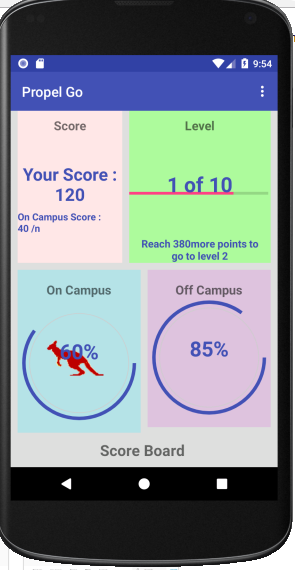 9:54
Propel Go
Score
Level
Your Score :
120
1 of 10
On Campus Score :
40 /n
Reach 380more points to
go to level 2
On Campus
Off Campus
60%
85%
Score Board